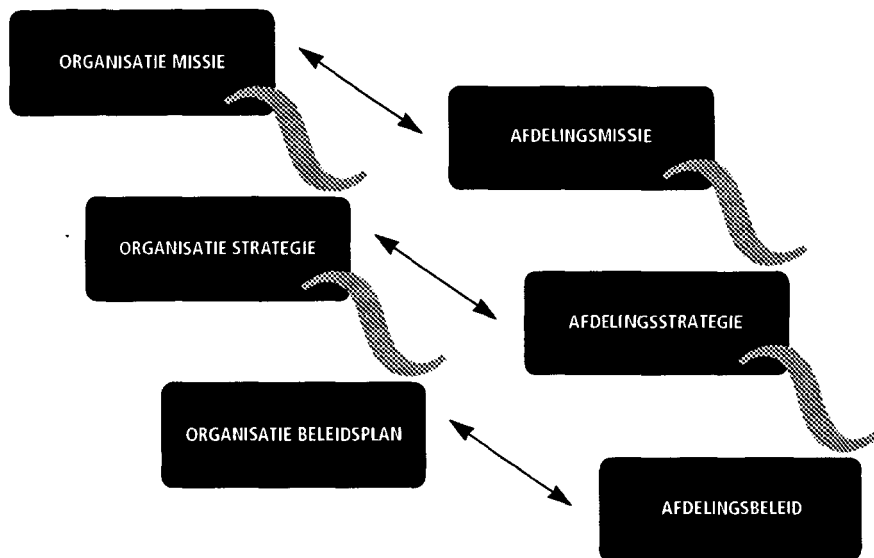 ORGANISATIE MISSIE
AFDELINGSMISSIE
ORGANISATIE STRATEGIE
AFDELINGSSTRATEGIE
ORGANISATIE BELEIDSPLAN
AFDELINGSBELEID